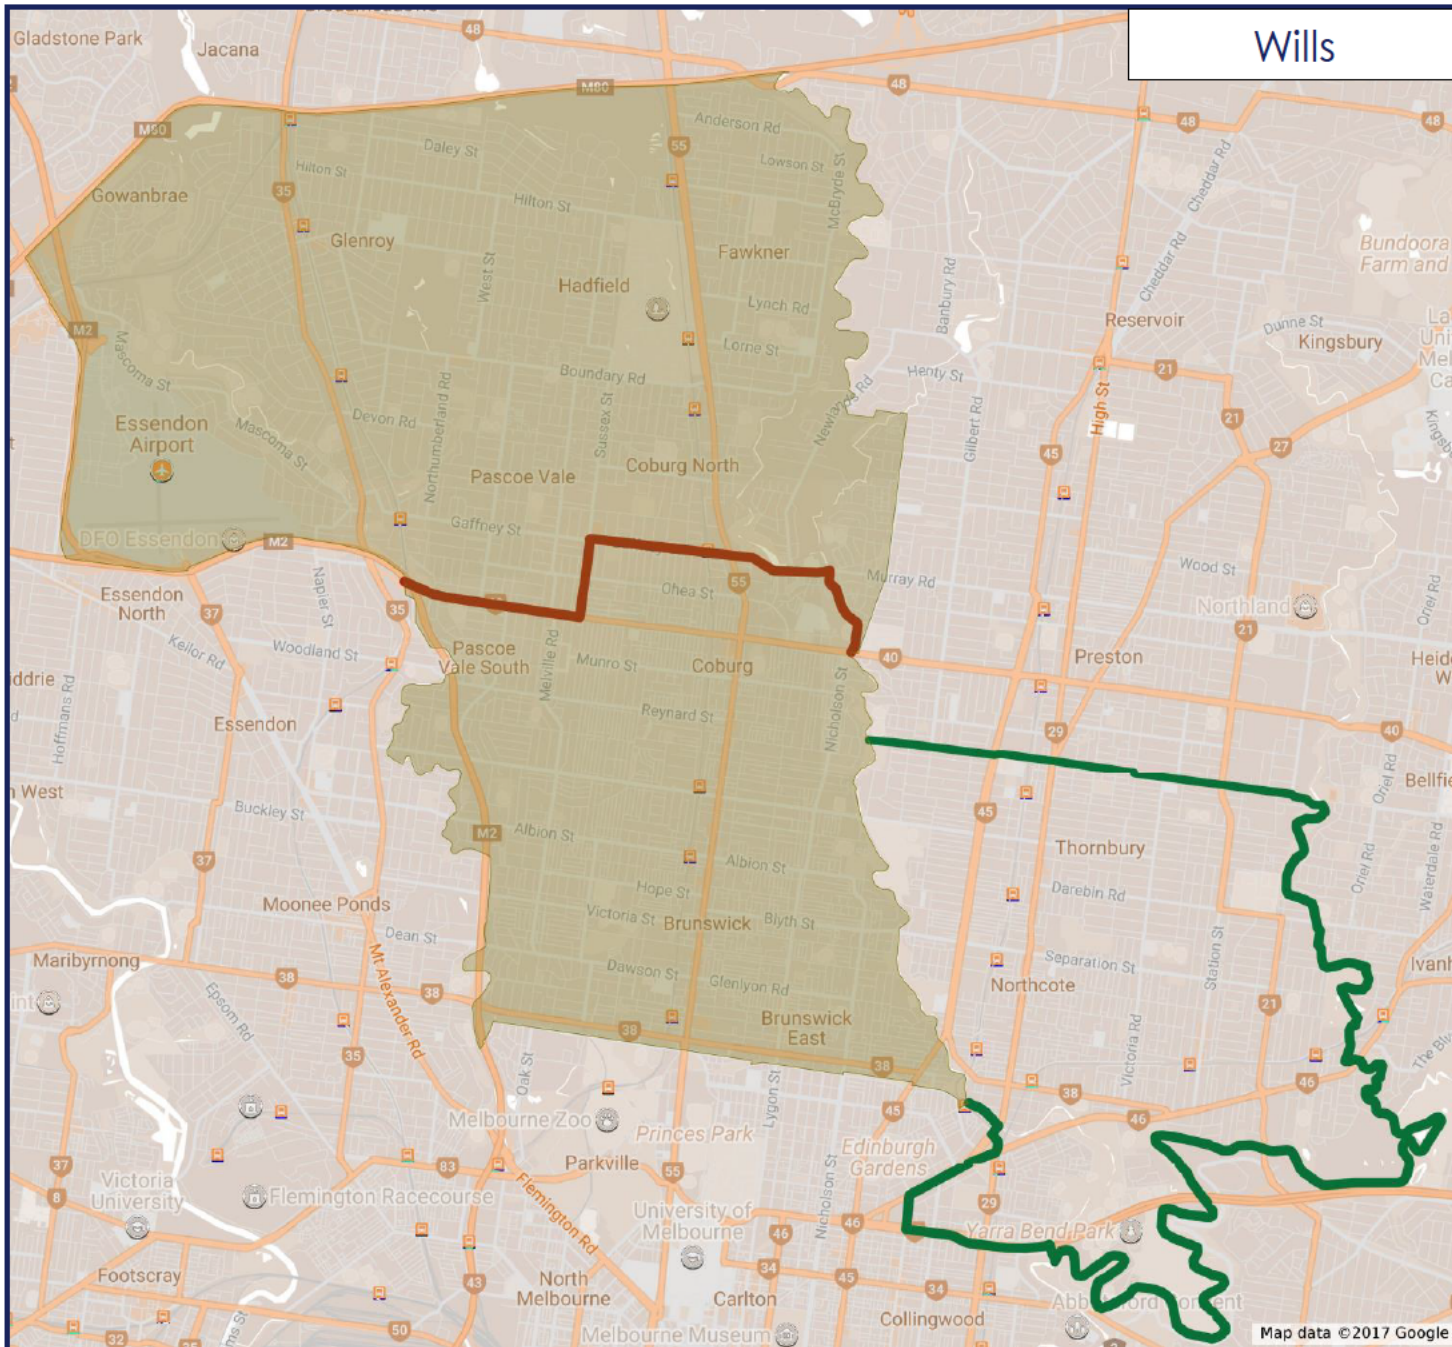 Wills
Gladstone Park
Jacana
48
M80
48
48
48
M80
Anderson Rd
Daley St
55
Lowson St
Hilton St
McBryde St
Cheddar Rd
Gowanbrae
35
Hilton St
Glenroy
Fawkner
Bundoora
Farm and
West St
Hadfield
Banbury Rd
Cheddar Rd
Lynch Rd
Reservoir
Dunne St
Kingsbury
M2
Mascoma St
Lorne St
Boundary Rd
Henty St
21
Newlands Rd
High St
21
Northumberland Rd
Sussex St
Gilbert Rd
Essendon
Airport
Mascoma St
Devon Rd
45
27
Pascoe Vale
Coburg North
DFO Essendon
M2
Gaffney St
Murray Rd
Wood St
Essendon
North
Napier St
35
Ohea St
55
Northland
Oriel Rd
37
Keilor Rd
Woodland St
Pascoe
Vale South
Melville Rd
Munro St
Coburg
40
Preston
21
Hoffmans Rd
Essendon
Reynard St
Nicholson St
29
40
Buckley St
M2
Albion St
Albion St
45
Thornbury
Oriel Rd
Waterdale Rd
37
Hope St
Darebin Rd
Moonee Ponds
Victoria St
Brunswick
Blyth St
Dean St
Maribyrnong
Mt Alexander Rd
Dawson St
Glenlyon Rd
Separation St
Station St
38
38
Epsom Rd
Northcote
21
38
Brunswick
East
Victoria Rd
35
38
46
Oak St
Lygon St
38
45
46
Melbourne Zoo
Princes Park
Edinburgh
Gardens
37
Victoria
University
83
Parkville
55
8
Flemington Racecourse
Flemington Rd
University of
Melbourne
Nicholson St
46
46
29
Yarra Bend Park
Footscray
43
North
Melbourne
34
45
34
Carlton
Collingwood
32
35
50
Melbourne Museum
Map data ©2017 Google